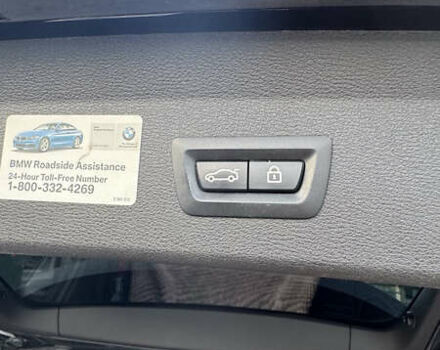 BMW Roadside Assistance
24-Hour Toll-Free Number
1-800-332-4269